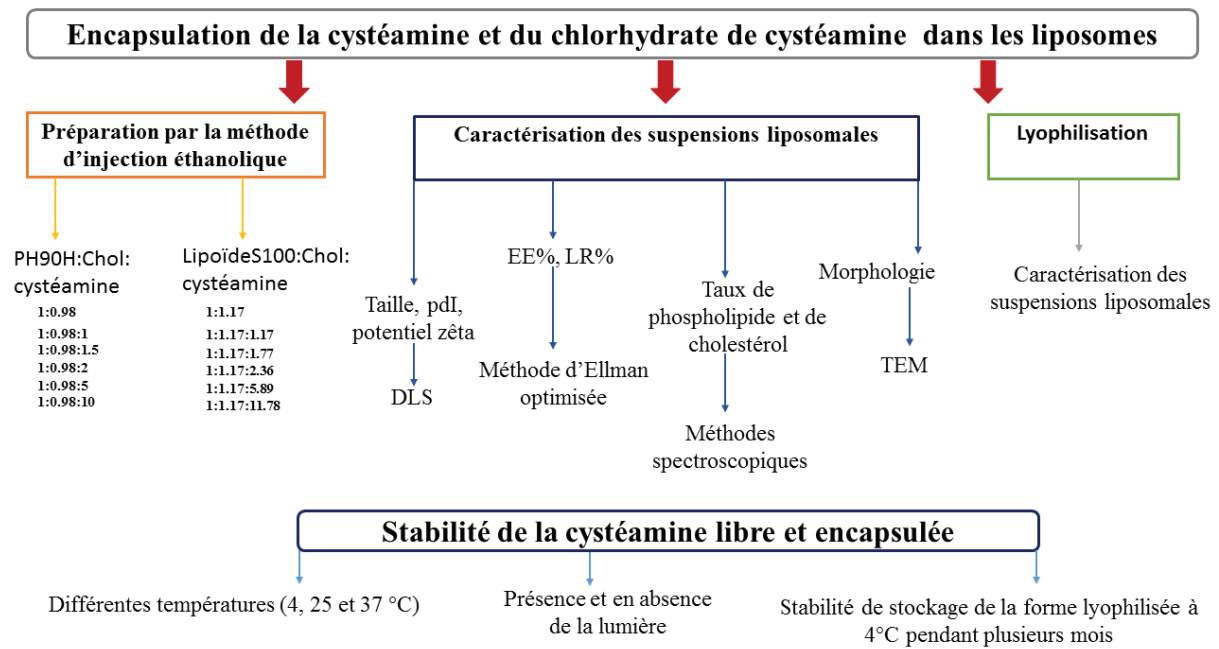 Encapsulation de la cystéamine et du chlorhydrate de cystéamine dans les liposomes
Préparation par la méthode
d'injection éthanolique
PH90H:Chol:
cystéamine
1:0.98
1:0.98:1
1:0.98:1.5
1:0.98:2
1:0.98:5
1:0.98:10
LipoïdeS100:Chol:
cystéamine
1:1.17
1:1.17:1.17
1:1.17:1.77
1:1.17:2.36
1:1.17:5.89
1:1.17:11.78
Caractérisation des suspensions liposomales
Taille, pdI,
potentiel zêta
DLS
EE%, LR%
Méthode d'Ellman
optimisée
Taux de
phospholipide et de
cholestérol
Méthodes
spectroscopiques
Morphologie
TEM
Lyophilisation
Caractérisation des
suspensions liposomales
Stabilité de la cystéamine libre et encapsulée
Différentes températures (4, 25 et 37 °C)
Présence et en absence
de la lumière
Stabilité de stockage de la forme lyophilisée à
4°C pendant plusieurs mois